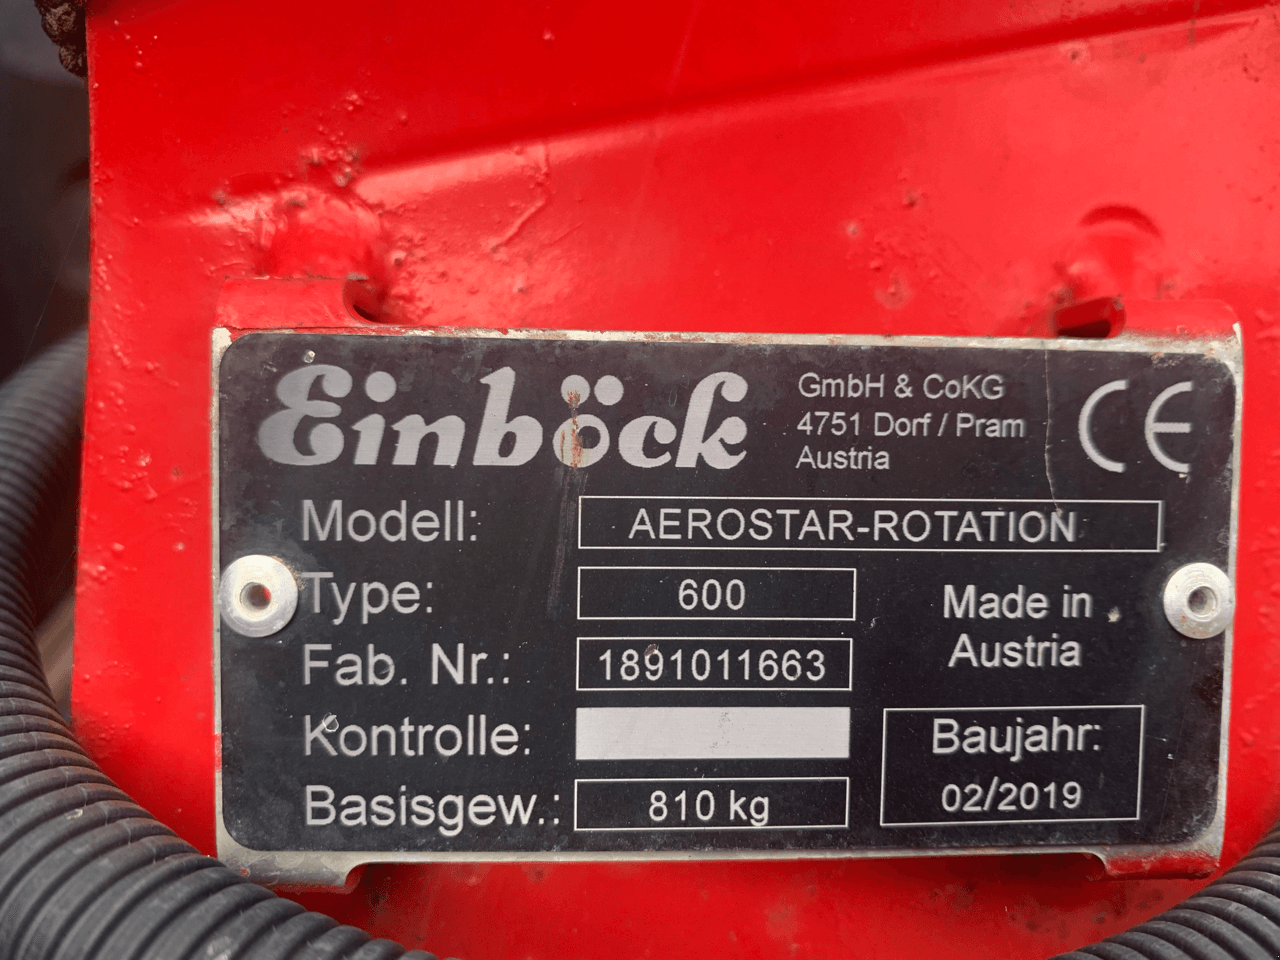 Einböck
GmbH & CoKG
4751 Dorf / Pram
Austria
CE
Modell: AEROSTAR-ROTATION
Type: 600
Fab. Nr.: 1891011663
Made in
Austria
Kontrolle:
Basisgew.: 810 kg
Baujahr:
02/2019